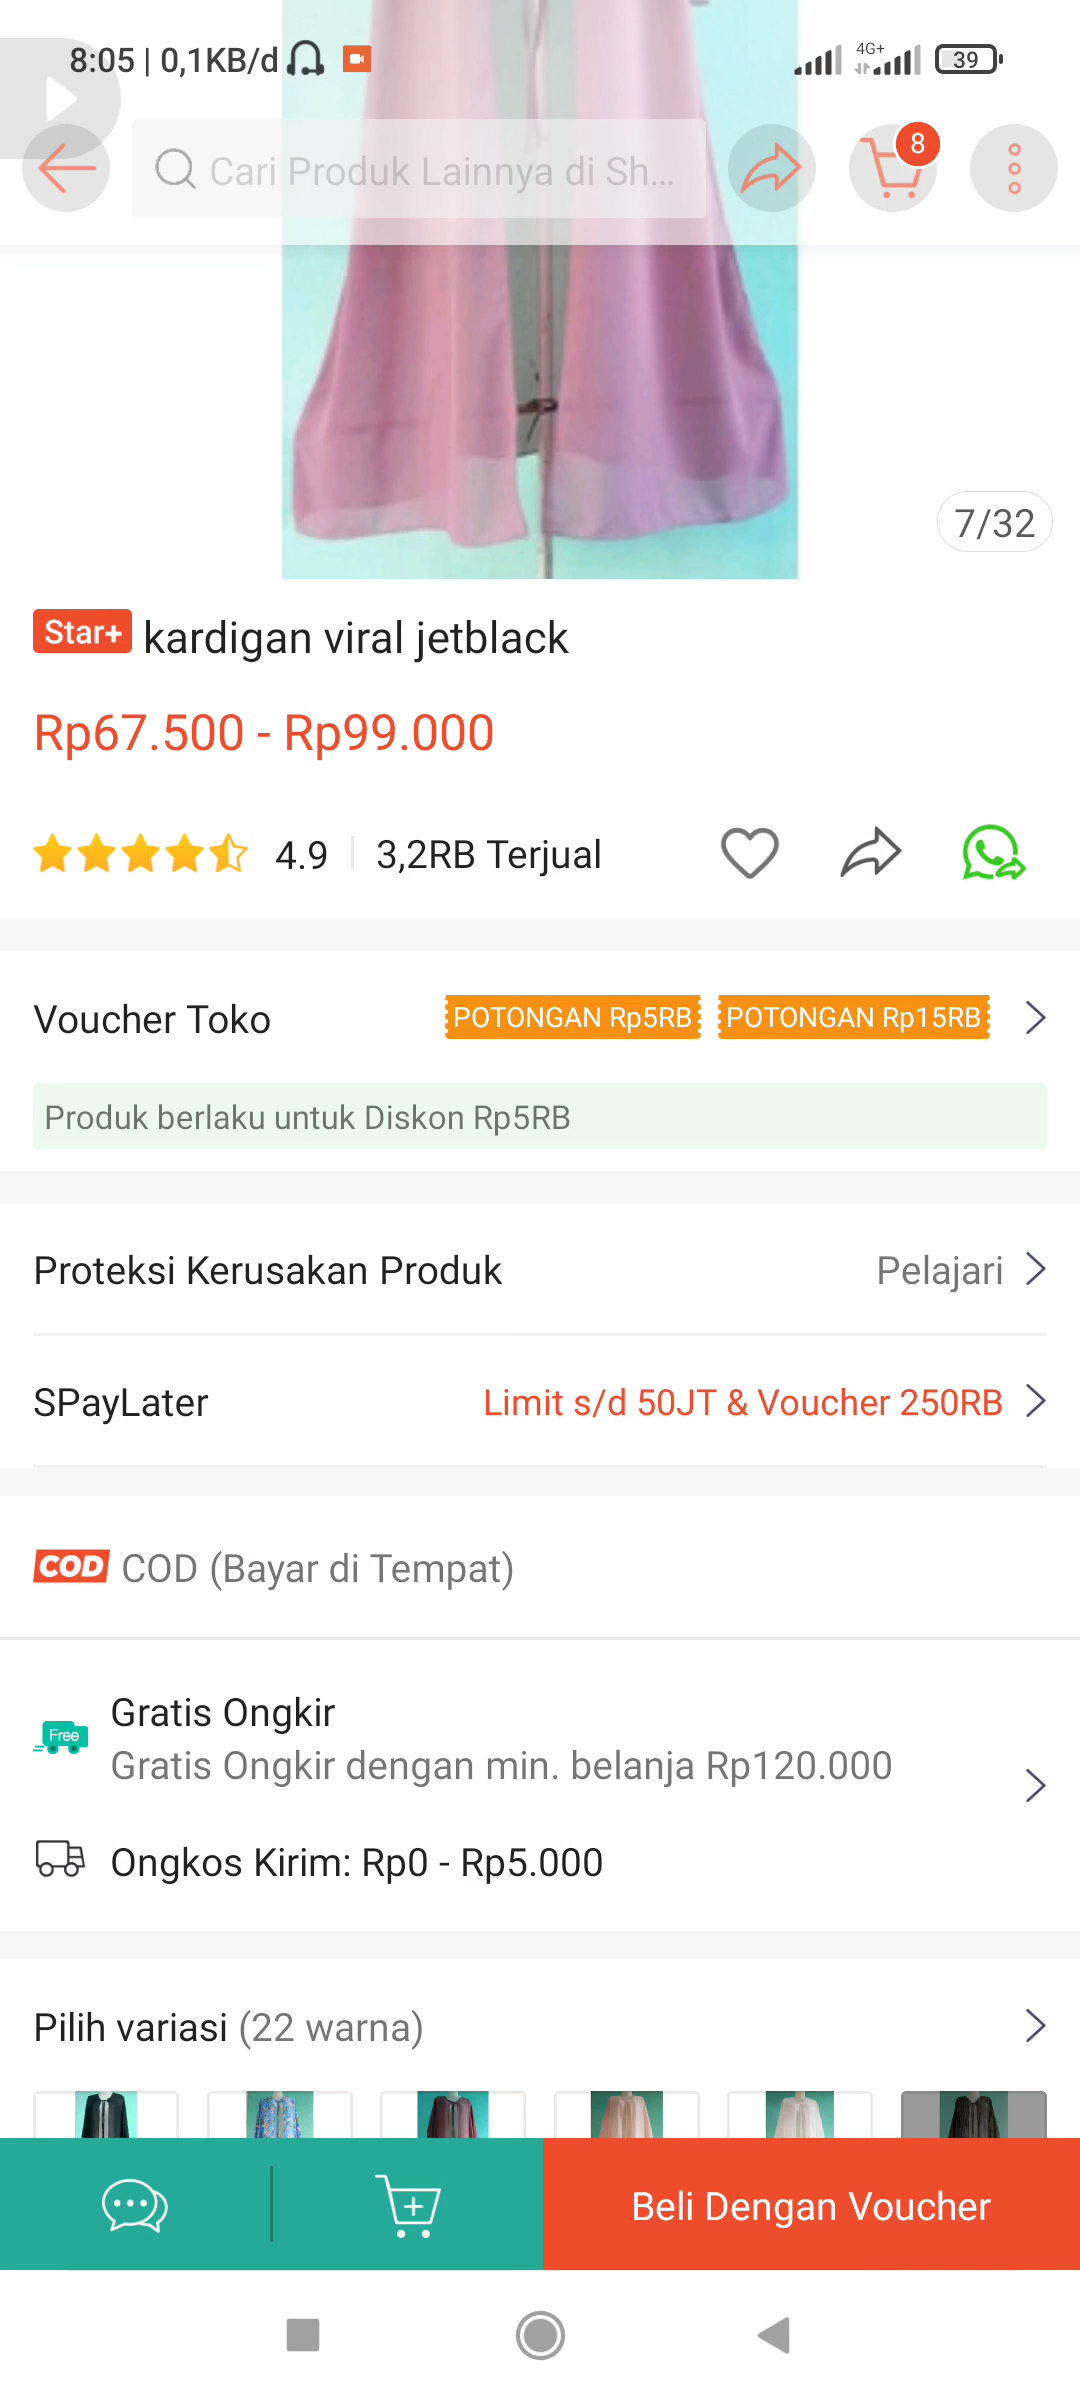 8:05 | 0,1KB/d
4G+
39
Cari Produk Lainnya di Sh...
8
7/32
Star+ kardigan viral jetblack
Rp67.500 - Rp99.000
4.9
3,2RB Terjual
Voucher Toko
POTONGAN Rp5RB
POTONGAN Rp15RB
Produk berlaku untuk Diskon Rp5RB
Proteksi Kerusakan Produk
Pelajari
SPayLater
Limit s/d 50JT & Voucher 250RB
COD COD (Bayar di Tempat)
Free
Gratis Ongkir
Gratis Ongkir dengan min. belanja Rp120.000
Ongkos Kirim: Rp0 - Rp5.000
Pilih variasi (22 warna)
Beli Dengan Voucher